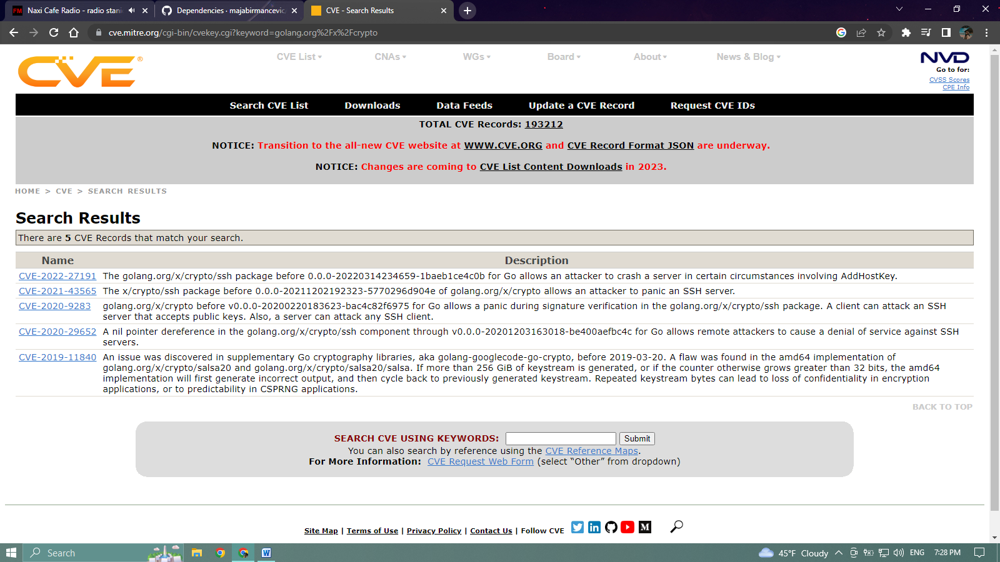 Naxi Cafe Radio - radio stani
Dependencies · majabirmancevic
CVE - Search Results
cve.mitre.org/cgi-bin/cvekey.cgi?keyword=golang.org%2Fx%2Fcrypto
CVE®
CVE List
CNAs
WGs
Board
About
News & Blog
NVD
Go to for:
CVSS Scores
CPE Info
Search CVE List
Downloads
Data Feeds
Update a CVE Record
Request CVE IDs
TOTAL CVE Records: 193212
NOTICE: Transition to the all-new CVE website at WWW.CVE.ORG and CVE Record Format JSON are underway.
NOTICE: Changes are coming to CVE List Content Downloads in 2023.
HOME > CVE > SEARCH RESULTS
Search Results
There are 5 CVE Records that match your search.
Name
Description
CVE-2022-27191 The golang.org/x/crypto/ssh package before 0.0.0-20220314234659-1baeb1ce4c0b for Go allows an attacker to crash a server in certain circumstances involving AddHostKey.
CVE-2021-43565 The x/crypto/ssh package before 0.0.0-20211202192323-5770296d904e of golang.org/x/crypto allows an attacker to panic an SSH server.
CVE-2020-9283 golang.org/x/crypto before v0.0.0-20200220183623-bac4c82f6975 for Go allows a panic during signature verification in the golang.org/x/crypto/ssh package. A client can attack an SSH
server that accepts public keys. Also, a server can attack any SSH client.
CVE-2020-29652 A nil pointer dereference in the golang.org/x/crypto/ssh component through v0.0.0-20201203163018-be400aefbc4c for Go allows remote attackers to cause a denial of service against SSH
servers.
CVE-2019-11840 An issue was discovered in supplementary Go cryptography libraries, aka golang-googlecode-go-crypto, before 2019-03-20. A flaw was found in the amd64 implementation of
golang.org/x/crypto/salsa20 and golang.org/x/crypto/salsa20/salsa. If more than 256 GiB of keystream is generated, or if the counter otherwise grows greater than 32 bits, the amd64
implementation will first generate incorrect output, and then cycle back to previously generated keystream. Repeated keystream bytes can lead to loss of confidentiality in encryption
applications, or to predictability in CSPRNG applications.
BACK TO TOP
SEARCH CVE USING KEYWORDS: Submit
You can also search by reference using the CVE Reference Maps.
For More Information: CVE Request Web Form (select “Other” from dropdown)
Site Map | Terms of Use | Privacy Policy | Contact Us | Follow CVE
Search
45°F Cloudy
ENG
7:28 PM